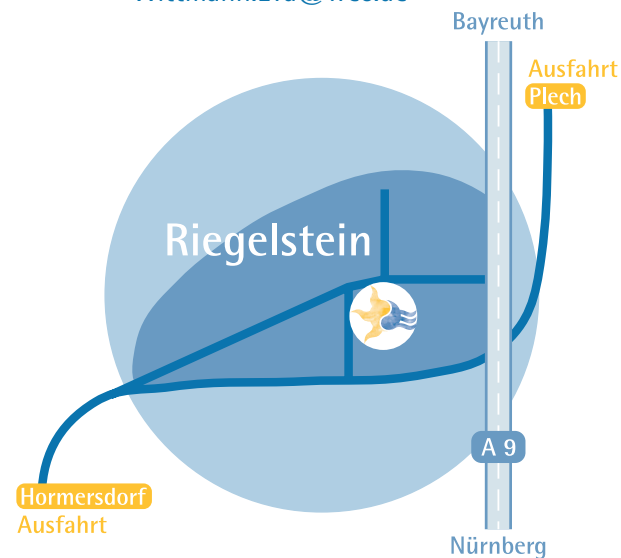 Bayreuth
Ausfahrt
Plech
Riegelstein
A 9
Hormersdorf
Ausfahrt
Nürnberg